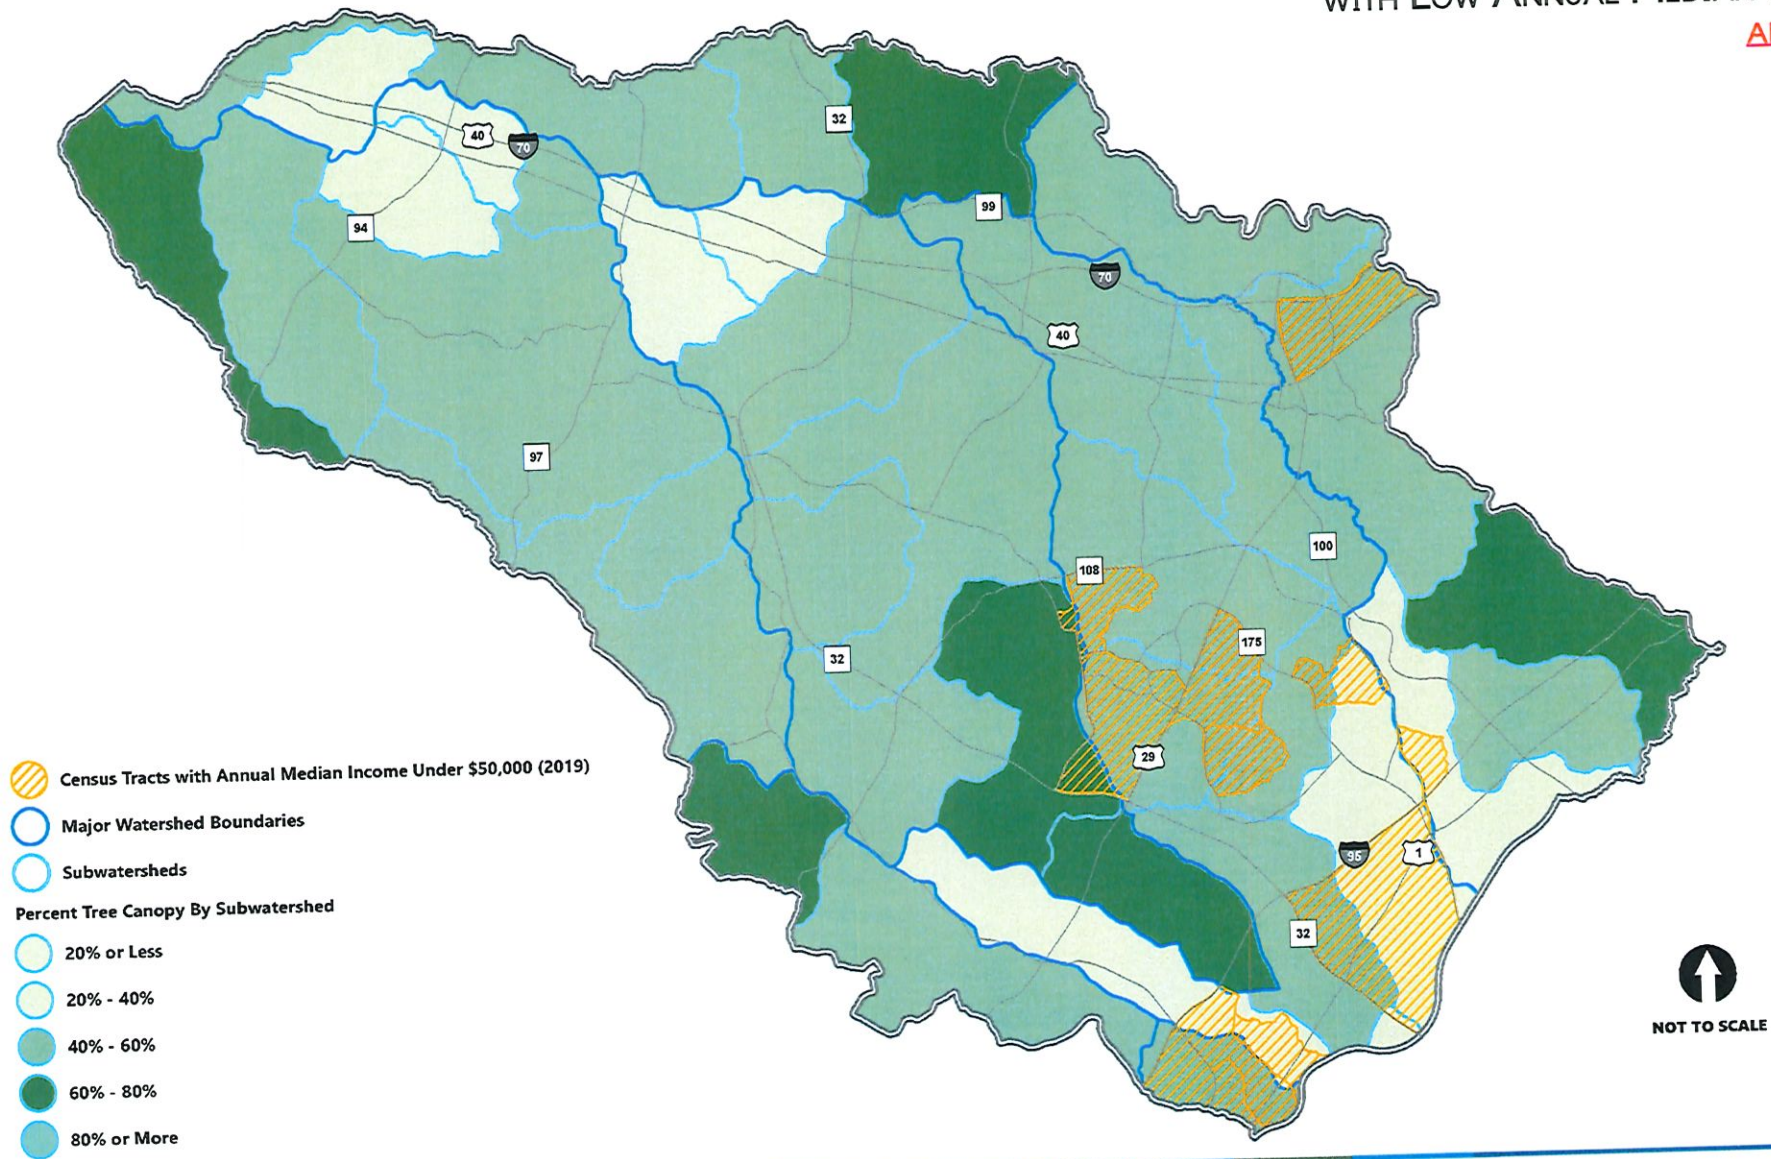 32
40
70
99
94
70
40
97
100
108
175
32
29
Census Tracts with Annual Median Income Under $50,000 (2019)
Major Watershed Boundaries
95
1
Subwatersheds
Percent Tree Canopy By Subwatershed
32
20% or Less
20% - 40%
NOT TO SCALE
40% - 60%
60% - 80%
80% or More